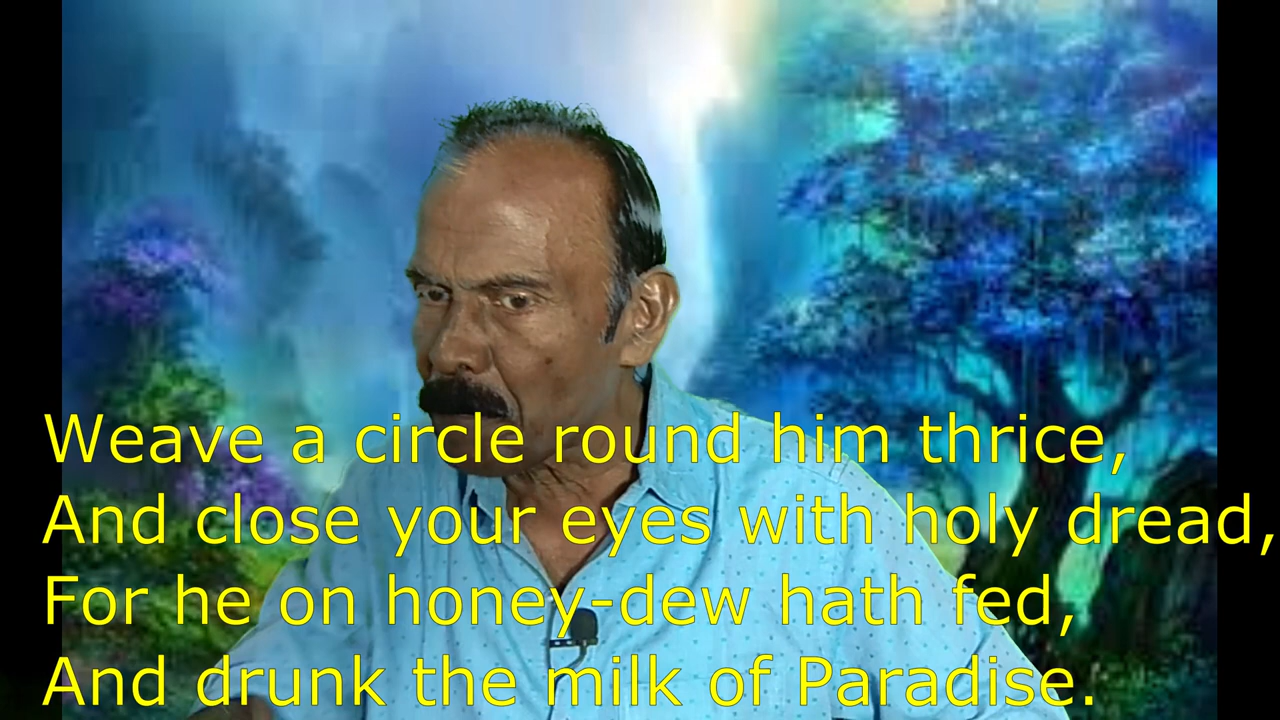 Weave a circle round him thrice,
And close your eyes with holy dread,
For he on honey-dew hath fed,
And drunk the milk of Paradise.